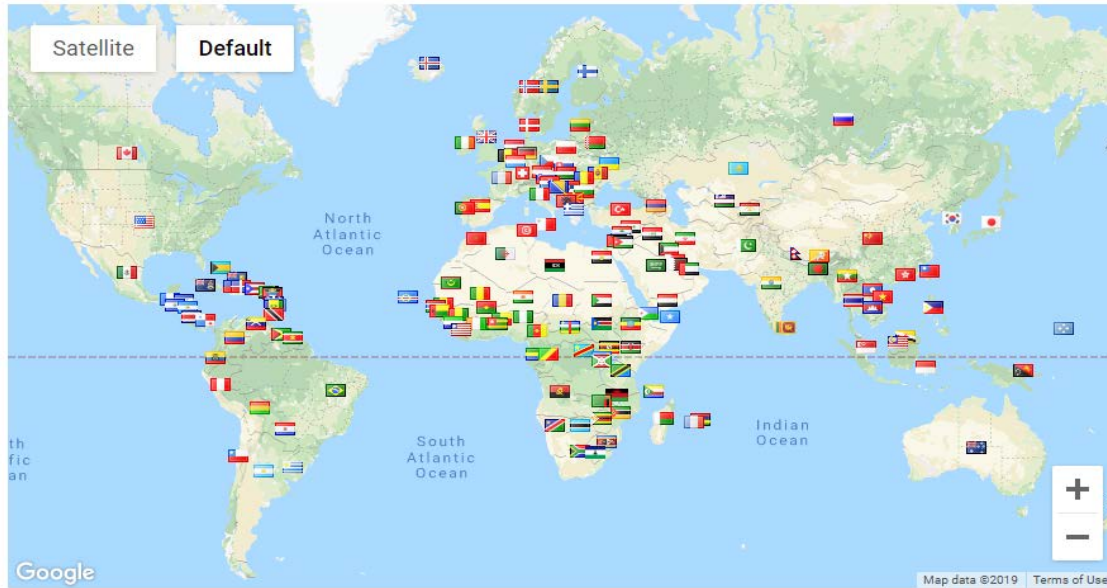 Satellite
Default
North
Atlantic
Ocean
South
Atlantic
Ocean
Indian
Ocean
th
fic
an
+
−
Google
Map data ©2019
Terms of Use